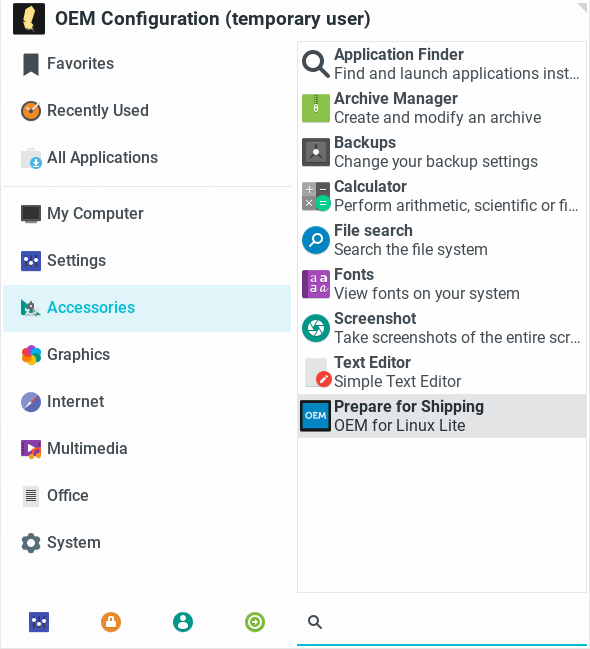 OEM Configuration (temporary user)
Favorites
Recently Used
All Applications
My Computer
Settings
Accessories
Graphics
Internet
Multimedia
Office
System
Application Finder
Find and launch applications inst...
Archive Manager
Create and modify an archive
Backups
Change your backup settings
Calculator
Perform arithmetic, scientific or fi...
File search
Search the file system
Fonts
View fonts on your system
Screenshot
Take screenshots of the entire scr...
Text Editor
Simple Text Editor
OEM
Prepare for Shipping
OEM for Linux Lite